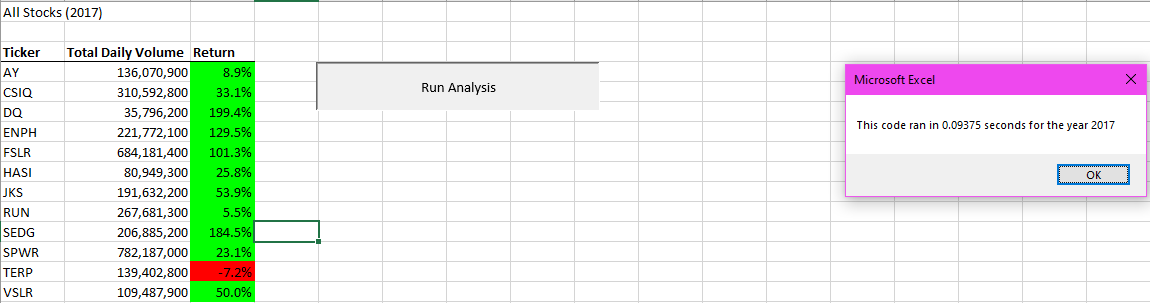 All Stocks (2017)
Ticker Total Daily Volume Return
AY 136,070,900 8.9%
CSIQ 310,592,800 33.1%
DQ 35,796,200 199.4%
ENPH 221,772,100 129.5%
FSLR 684,181,400 101.3%
HASI 80,949,300 25.8%
JKS 191,632,200 53.9%
RUN 267,681,300 5.5%
SEDG 206,885,200 184.5%
SPWR 782,187,000 23.1%
TERP 139,402,800 -7.2%
VSLR 109,487,900 50.0%
Run Analysis
Microsoft Excel
This code ran in 0.09375 seconds for the year 2017
OK